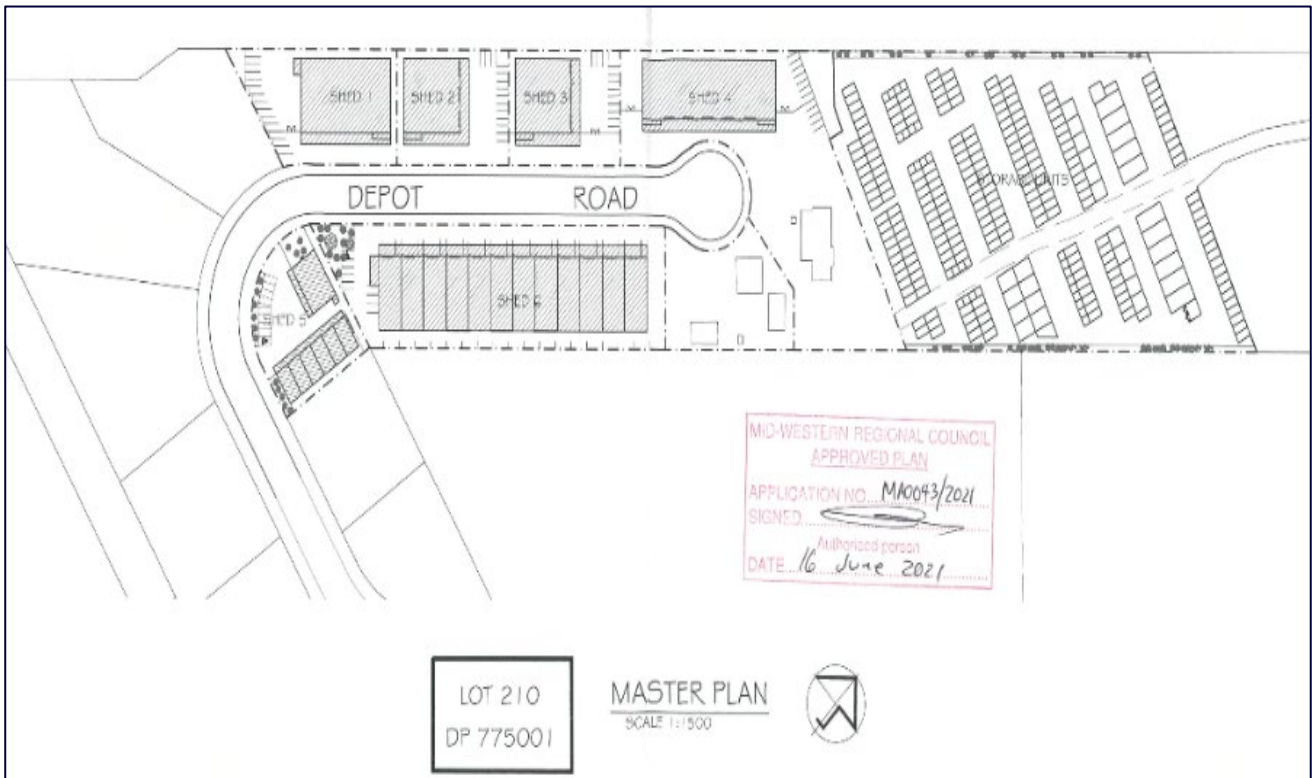 SHED 1
SHED 2
SHED 3
SHED 4
STORAGE UNITS
DEPOT ROAD
SHED 6
SHED 5
MID-WESTERN REGIONAL COUNCIL
APPROVED PLAN
APPLICATION NO. MA0043/2021
SIGNED
Authorised person
DATE 16 June 2021
LOT 210
DP 775001
MASTER PLAN
SCALE 1:1500